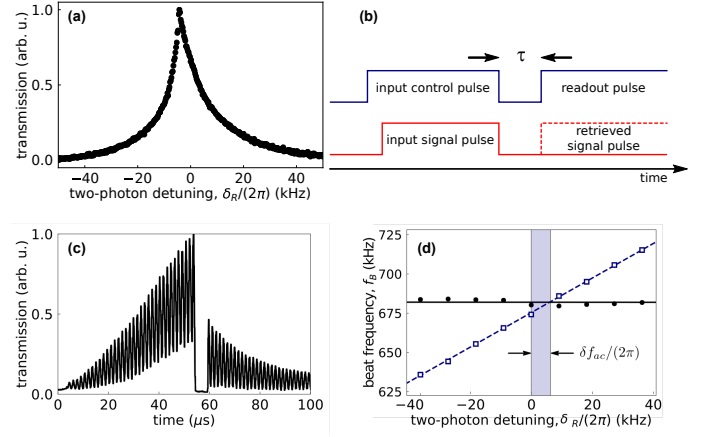 (a)
transmission (arb. u.)
1.0
0.5
0.0
−40
−20
0
20
40
two-photon detuning, δR/(2π) (kHz)
(b)
τ
input control pulse
readout pulse
input signal pulse
retrieved
signal pulse
time
(c)
transmission (arb. u.)
1.0
0.5
0.0
0
20
40
60
80
100
time (μs)
(d)
beat frequency, fB (kHz)
725
700
675
650
625
δfac/(2π)
−40
−20
0
20
40
two-photon detuning,δR/(2π) (kHz)